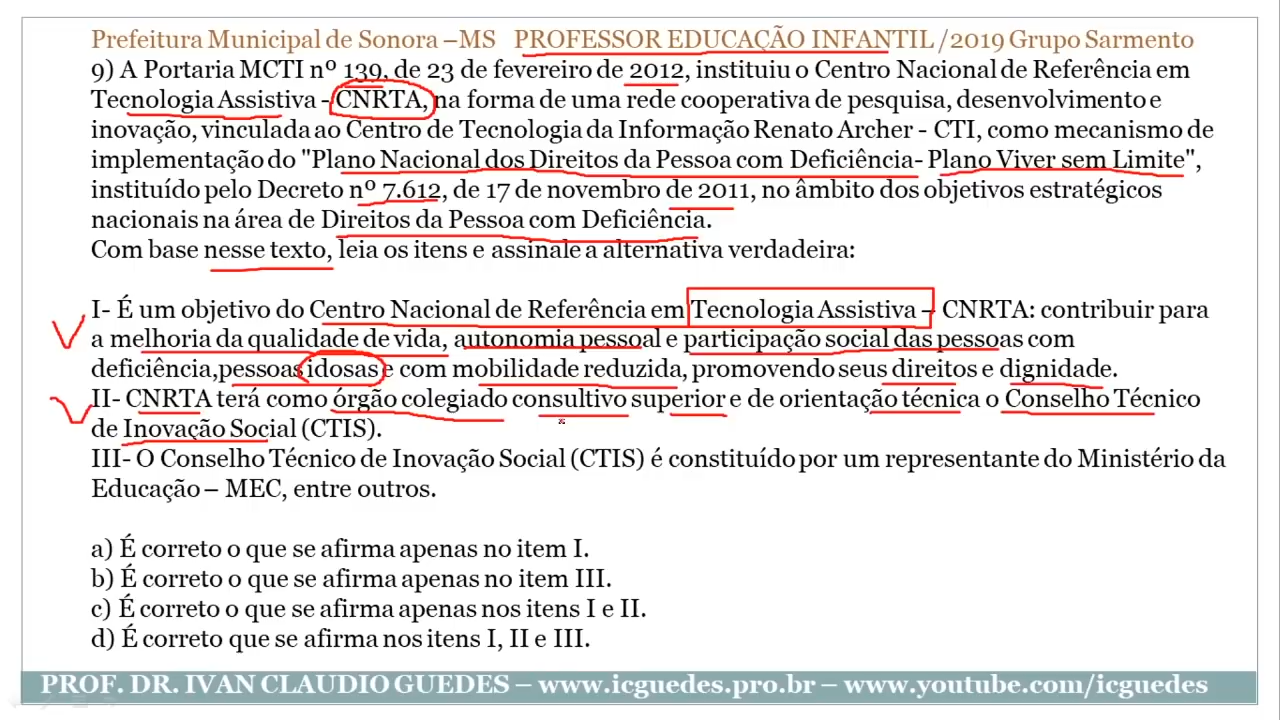 Prefeitura Municipal de Sonora –MS PROFESSOR EDUCAÇÃO INFANTIL /2019 Grupo Sarmento
9) A Portaria MCTI nº 139, de 23 de fevereiro de 2012, instituiu o Centro Nacional de Referência em
Tecnologia Assistiva - CNRTA, na forma de uma rede cooperativa de pesquisa, desenvolvimento e
inovação, vinculada ao Centro de Tecnologia da Informação Renato Archer - CTI, como mecanismo de
implementação do "Plano Nacional dos Direitos da Pessoa com Deficiência- Plano Viver sem Limite",
instituído pelo Decreto nº 7.612, de 17 de novembro de 2011, no âmbito dos objetivos estratégicos
nacionais na área de Direitos da Pessoa com Deficiência.
Com base nesse texto, leia os itens e assinale a alternativa verdadeira:
I- É um objetivo do Centro Nacional de Referência em Tecnologia Assistiva – CNRTA: contribuir para
a melhoria da qualidade de vida, autonomia pessoal e participação social das pessoas com
deficiência,pessoas idosas e com mobilidade reduzida, promovendo seus direitos e dignidade.
II- CNRTA terá como órgão colegiado consultivo superior e de orientação técnica o Conselho Técnico
de Inovação Social (CTIS).
III- O Conselho Técnico de Inovação Social (CTIS) é constituído por um representante do Ministério da
Educação – MEC, entre outros.
a) É correto o que se afirma apenas no item I.
b) É correto o que se afirma apenas no item III.
c) É correto o que se afirma apenas nos itens I e II.
d) É correto que se afirma nos itens I, II e III.
PROF. DR. IVAN CLAUDIO GUEDES – www.icguedes.pro.br – www.youtube.com/icguedes